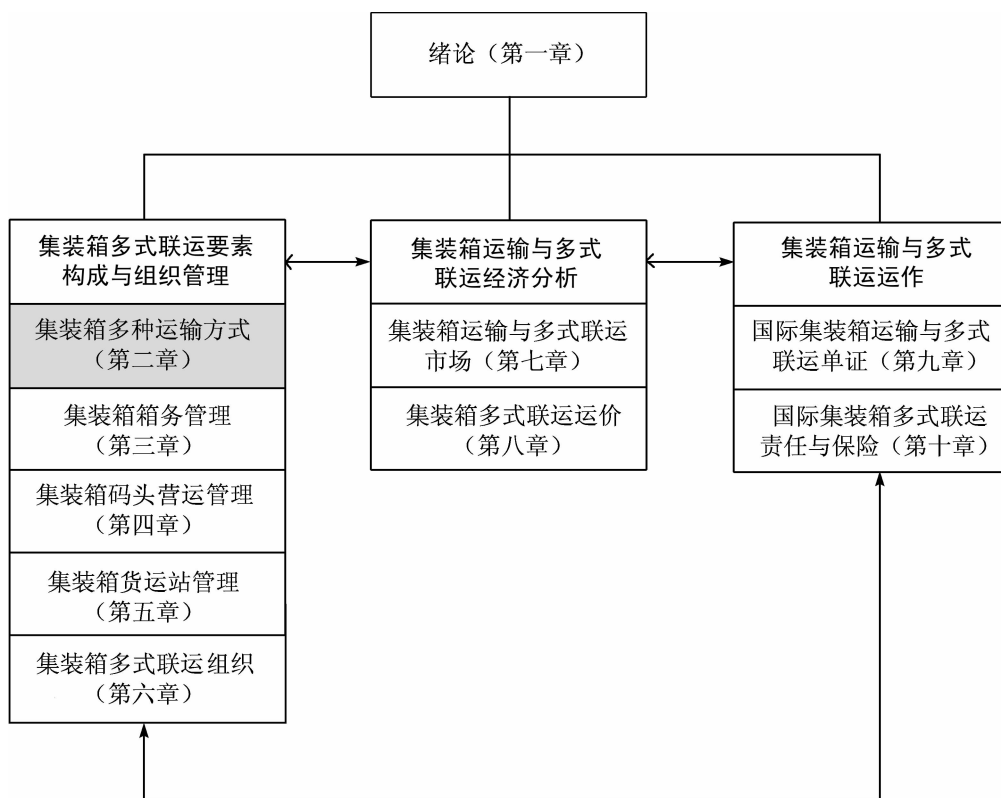 绪论（第一章）
集装箱多式联运要素
构成与组织管理
集装箱多种运输方式
（第二章）
集装箱箱务管理
（第三章）
集装箱码头营运管理
（第四章）
集装箱货运站管理
（第五章）
集装箱多式联运组织
（第六章）
集装箱运输与多式
联运经济分析
集装箱运输与多式联运
市场（第七章）
集装箱多式联运运价
（第八章）
集装箱运输与多式
联运运作
国际集装箱运输与多式
联运单证（第九章）
国际集装箱多式联运
责任与保险（第十章）